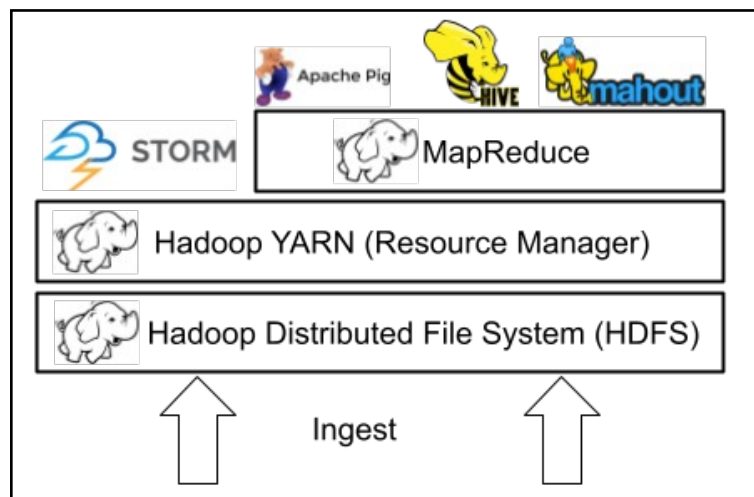 Apache Pig
HIVE
mahout
STORM
MapReduce
Hadoop YARN (Resource Manager)
Hadoop Distributed File System (HDFS)
Ingest